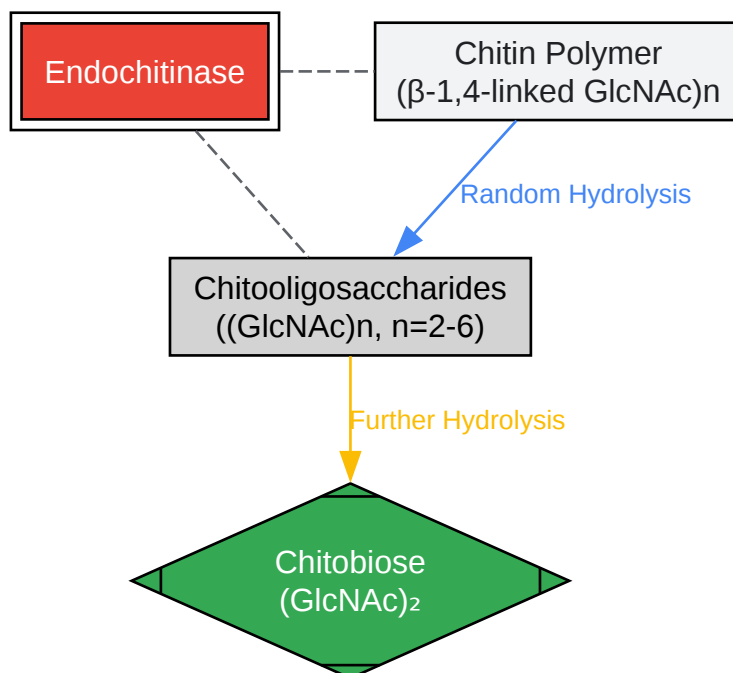 Endochitinase
Chitin Polymer
(β-1,4-linked GlcNAc)n
Random Hydrolysis
Chitooligosaccharides
((GlcNAc)n, n=2-6)
Further Hydrolysis
Chitobiose
(GlcNAc)₂